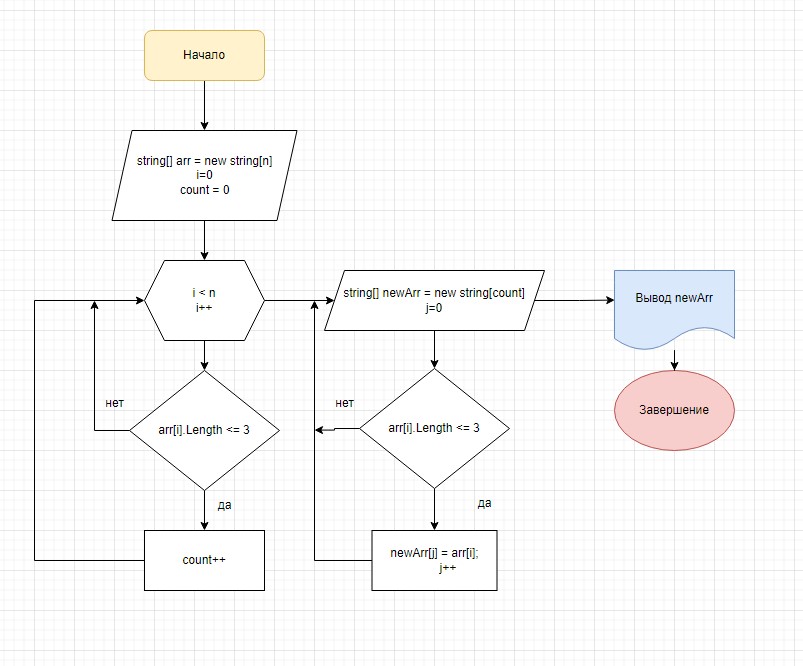 Начало
string[] arr = new string[n]
i=0
count = 0
i < n
i++
нет
arr[i].Length <= 3
да
count++
string[] newArr = new string[count]
j=0
нет
arr[i].Length <= 3
да
newArr[j] = arr[i];
j++
Вывод newArr
Завершение